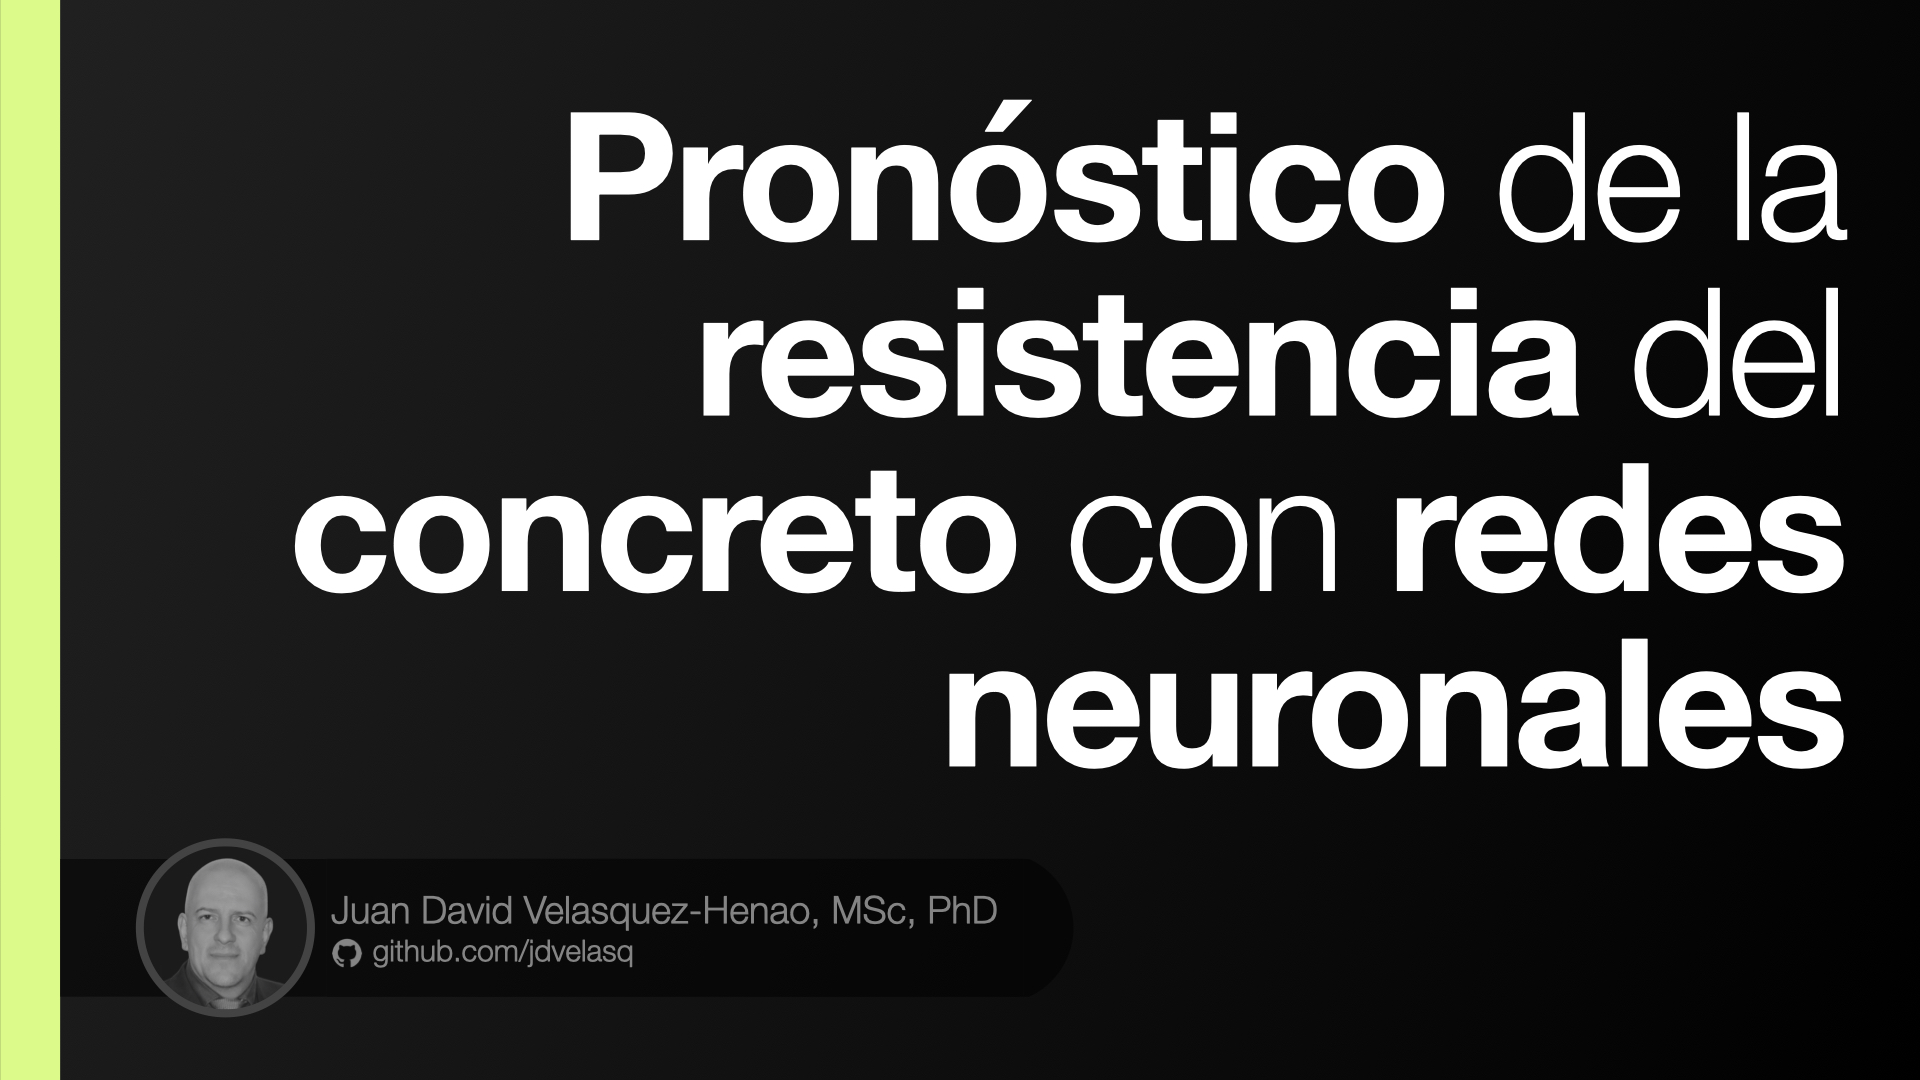 Pronóstico de la
resistencia del
concreto con redes
neuronales
Juan David Velasquez-Henao, MSc, PhD
github.com/jdvelasq